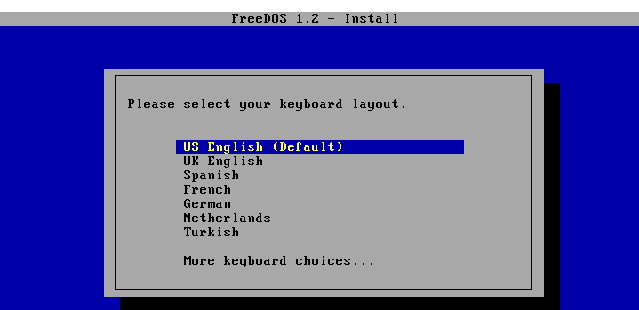 FreeDOS 1.2 - Install
Please select your keyboard layout.
US English (Default)
UK English
Spanish
French
German
Netherlands
Turkish
More keyboard choices...